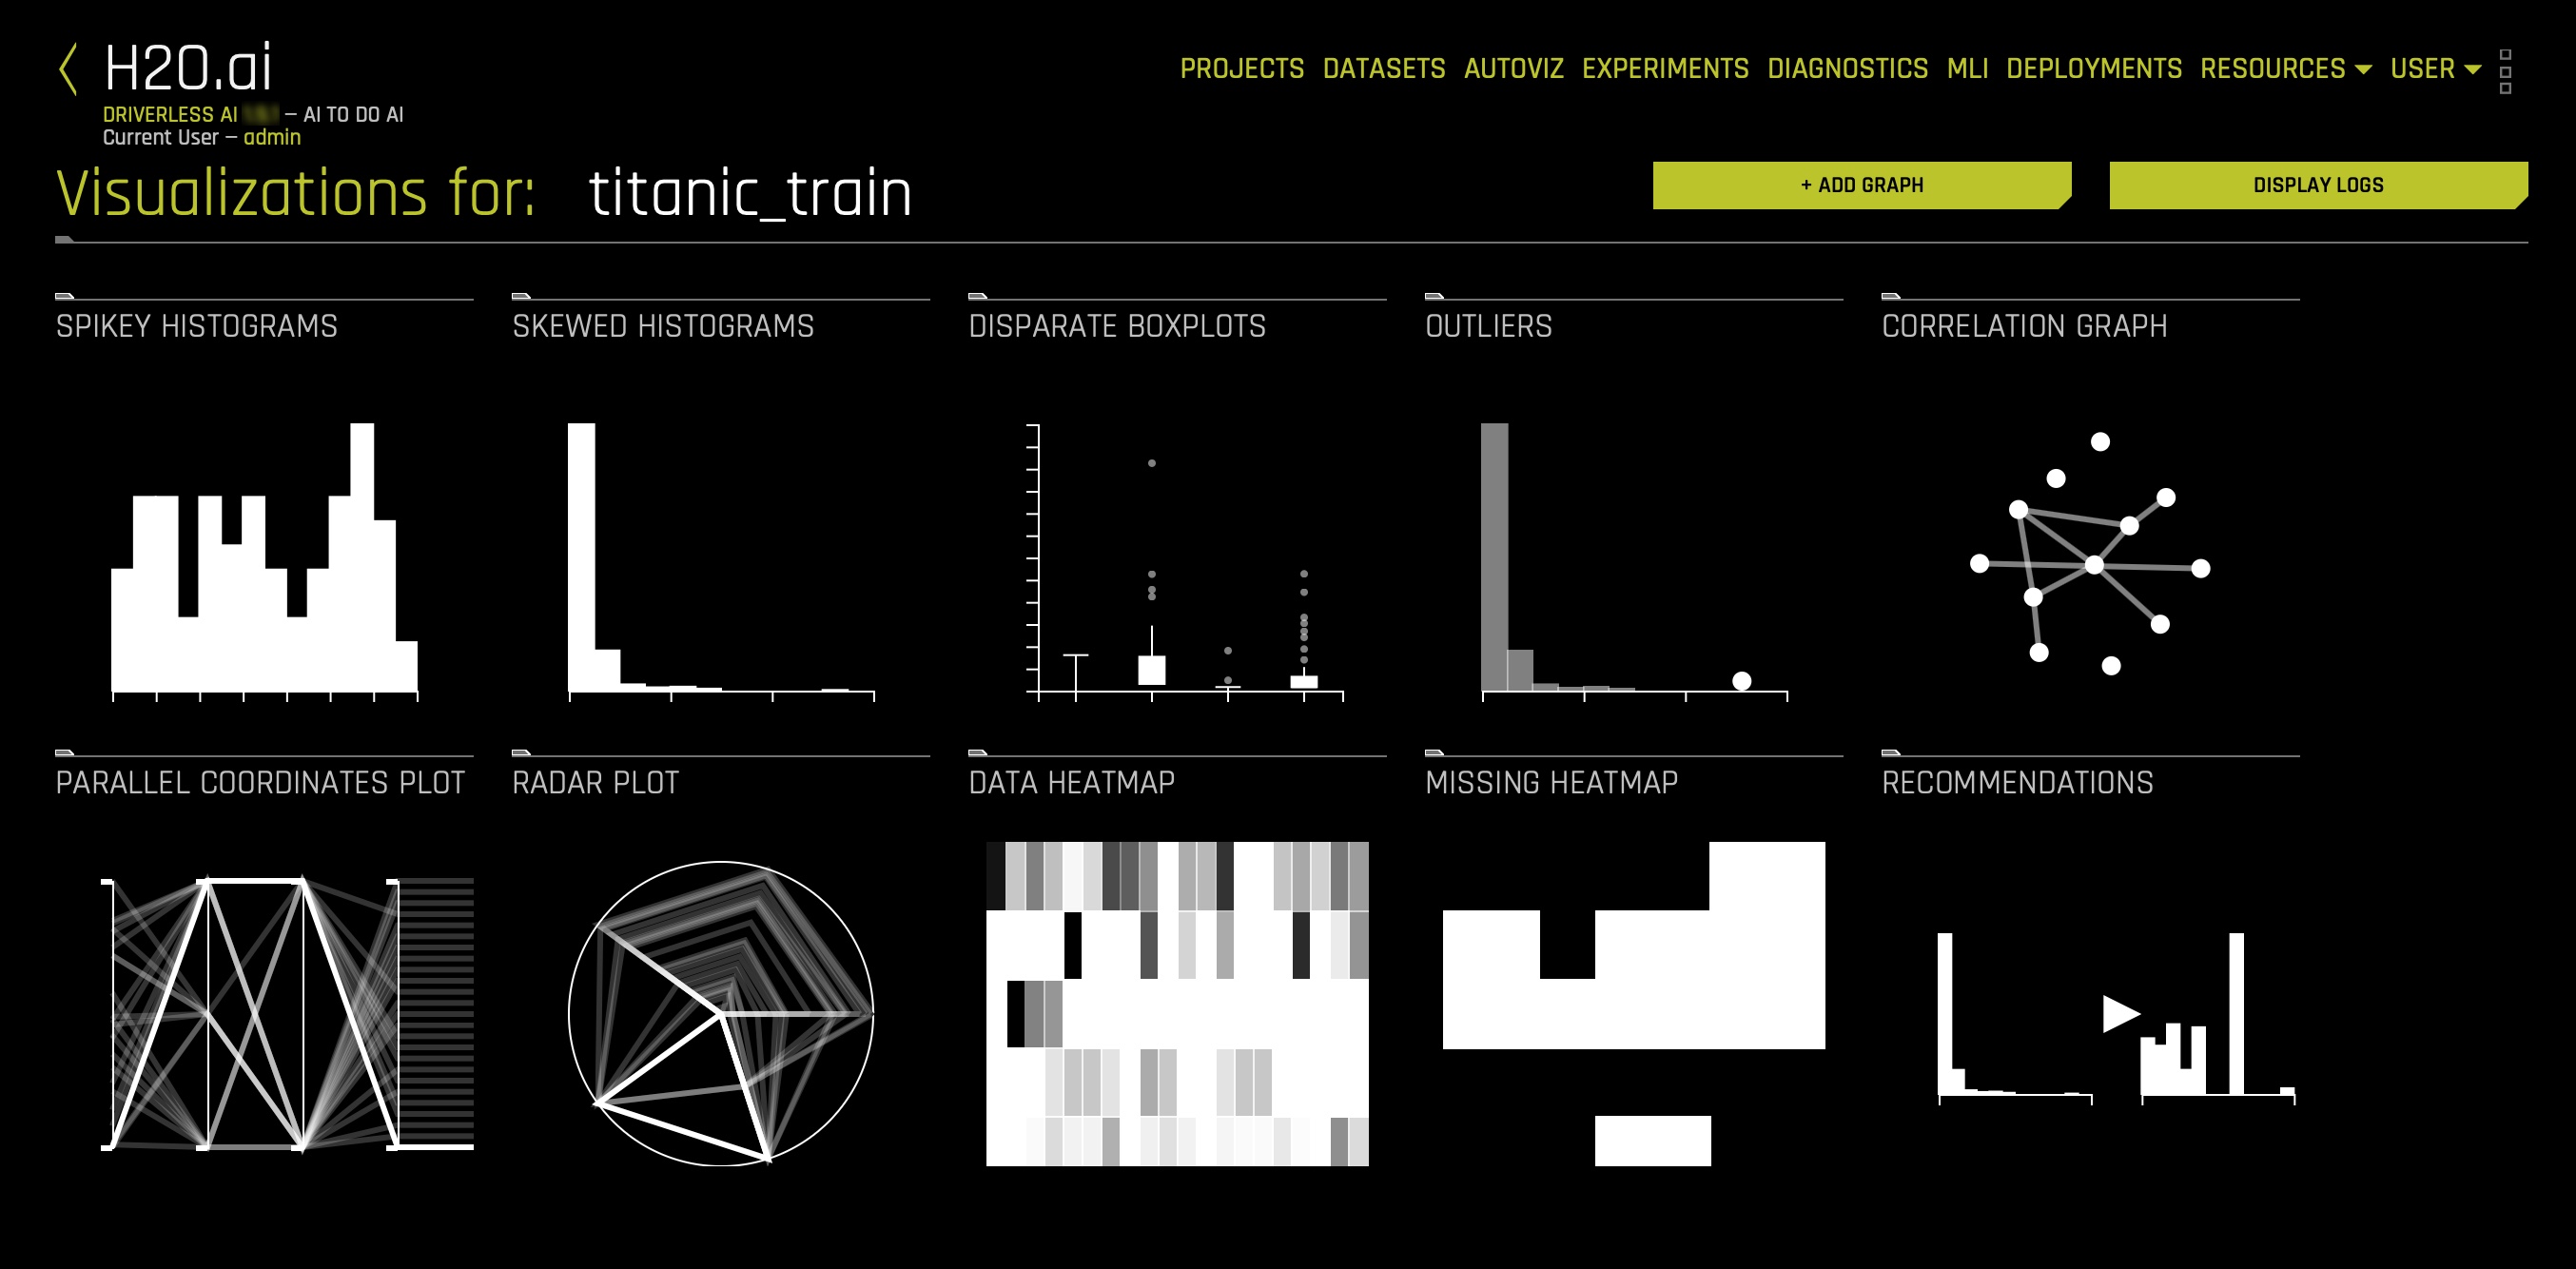 H2O.ai
PROJECTS DATASETS AUTOVIZ EXPERIMENTS DIAGNOSTICS MLI DEPLOYMENTS RESOURCES USER
DRIVERLESS AI – AI TO DO AI
Current User – admin
Visualizations for: titanic_train
+ ADD GRAPH
DISPLAY LOGS
SPIKEY HISTOGRAMS
SKEWED HISTOGRAMS
DISPARATE BOXPLOTS
OUTLIERS
CORRELATION GRAPH
PARALLEL COORDINATES PLOT
RADAR PLOT
DATA HEATMAP
MISSING HEATMAP
RECOMMENDATIONS